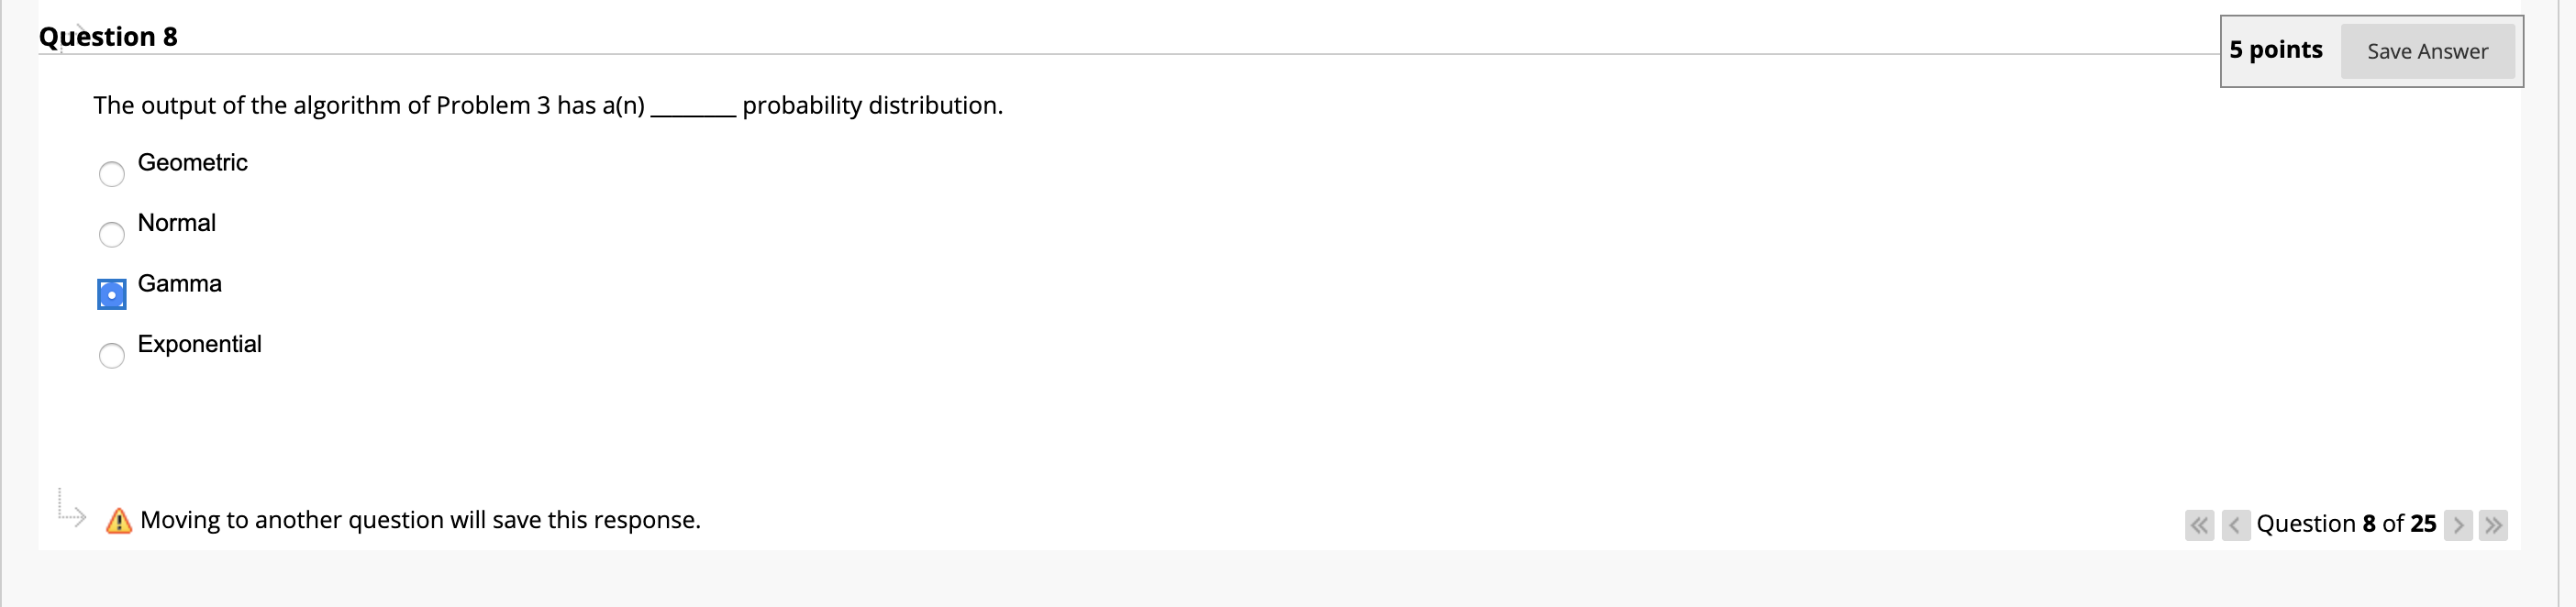 Question 8
5 points
Save Answer
The output of the algorithm of Problem 3 has a(n) _______ probability distribution.
Geometric
Normal
Gamma
Exponential
Moving to another question will save this response.
Question 8 of 25